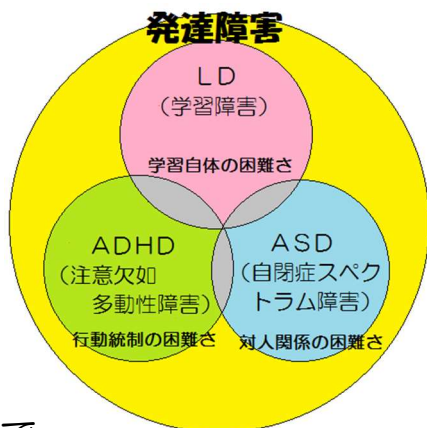 発達障害
LD
（学習障害）
学習自体の困難さ
ADHD
（注意欠如
多動性障害）
行動統制の困難さ
ASD
（自閉症スペク
トラム障害）
対人関係の困難さ
で